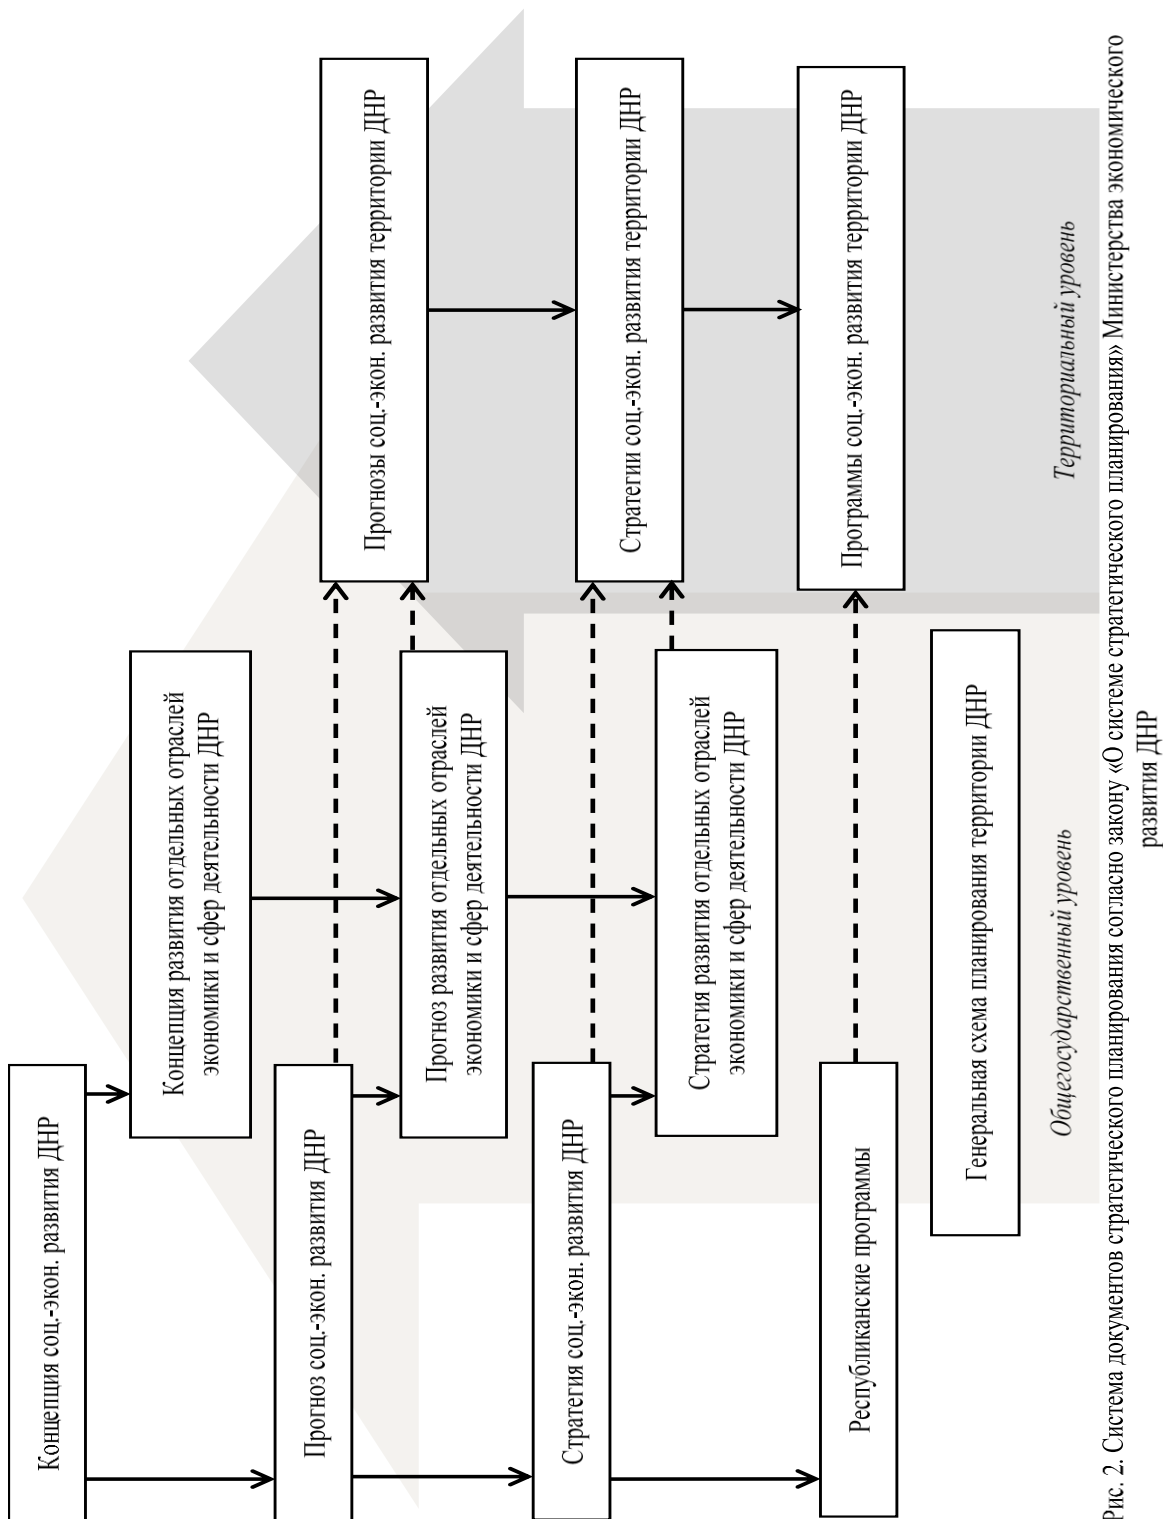 Концепция соц.-экон. развития ДНР
Концепция развития отдельных отраслей
экономики и сфер деятельности ДНР
Прогноз соц.-экон. развития ДНР
Прогнозы соц.-экон. развития территории ДНР
Прогноз развития отдельных отраслей
экономики и сфер деятельности ДНР
Стратегия соц.-экон. развития ДНР
Стратегии соц.-экон. развития территории ДНР
Стратегия развития отдельных отраслей
экономики и сфер деятельности ДНР
Республиканские программы
Программы соц.-экон. развития территории ДНР
Генеральная схема планирования территории ДНР
Общегосударственный уровень
Территориальный уровень
Рис. 2. Система документов стратегического планирования согласно закону «О системе стратегического планирования» Министерства экономического
развития ДНР